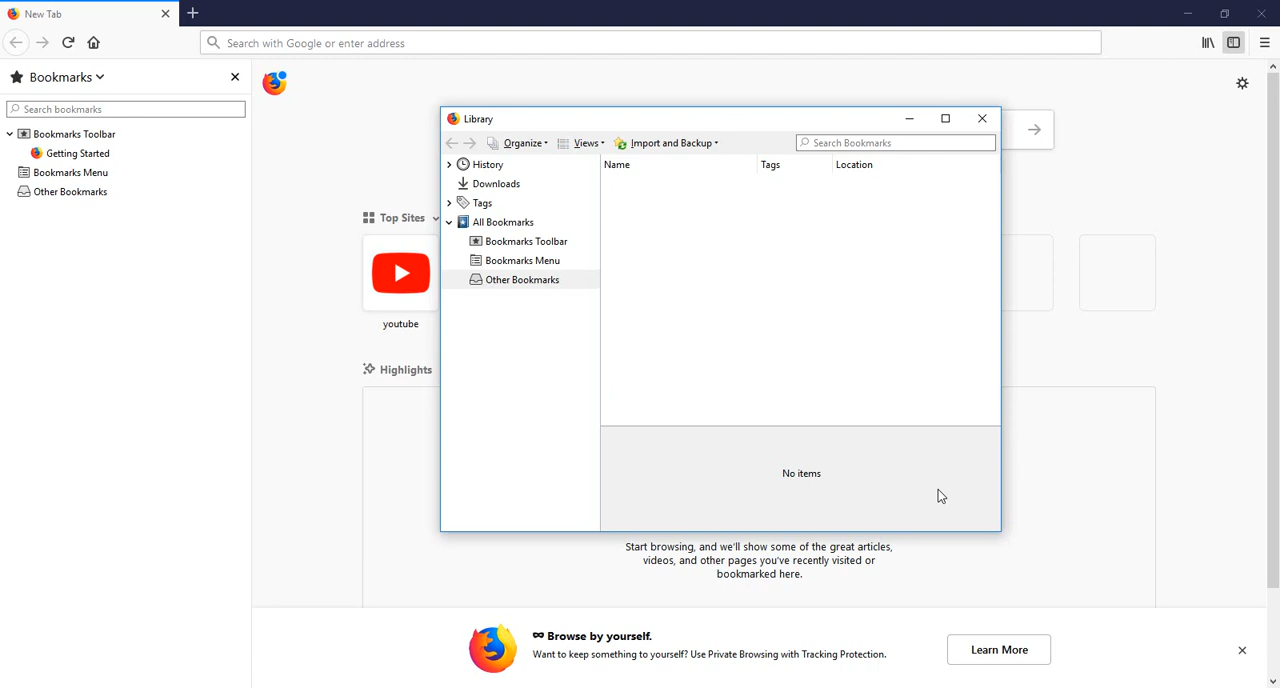 New Tab
Search with Google or enter address
Bookmarks
Search bookmarks
Bookmarks Toolbar
Getting Started
Bookmarks Menu
Other Bookmarks
Library
Organize
Views
Import and Backup
Search Bookmarks
History
Downloads
Tags
All Bookmarks
Bookmarks Toolbar
Bookmarks Menu
Other Bookmarks
Name Tags Location
No items
Top Sites
youtube
Highlights
Start browsing, and we'll show some of the great articles,
videos, and other pages you've recently visited or
bookmarked here.
Browse by yourself.
Want to keep something to yourself? Use Private Browsing with Tracking Protection.
Learn More